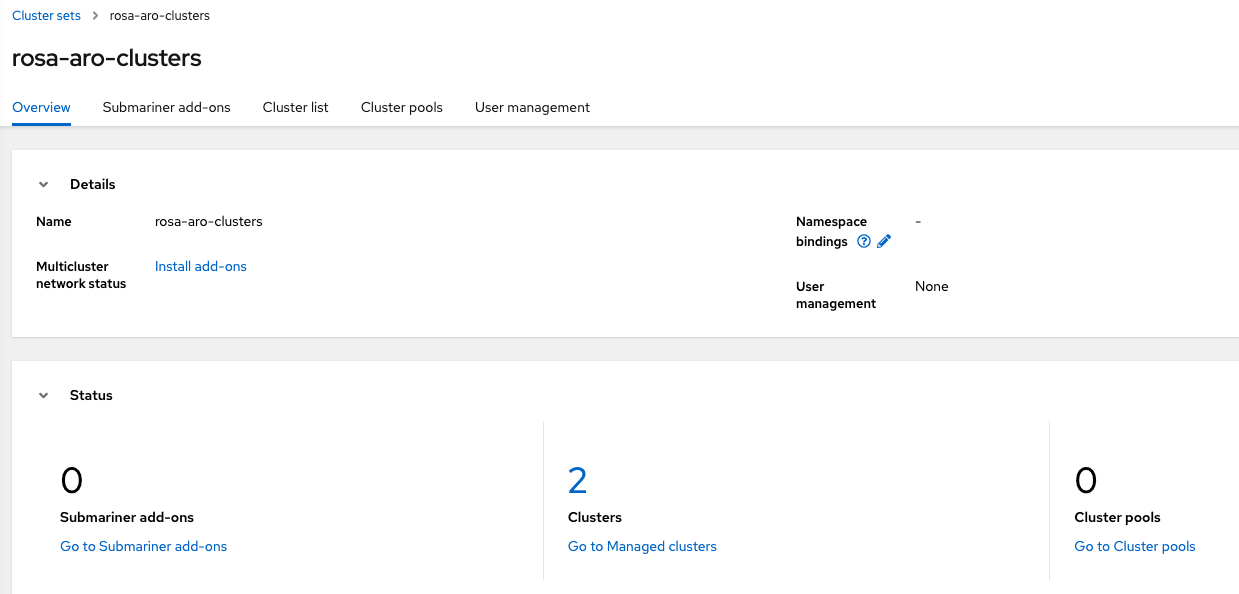 Cluster sets > rosa-aro-clusters
rosa-aro-clusters
Overview Submariner add-ons Cluster list Cluster pools User management
Details
Name rosa-aro-clusters
Multicluster
network status Install add-ons
Namespace
bindings -
User
management None
Status
0
Submariner add-ons
Go to Submariner add-ons
2
Clusters
Go to Managed clusters
0
Cluster pools
Go to Cluster pools